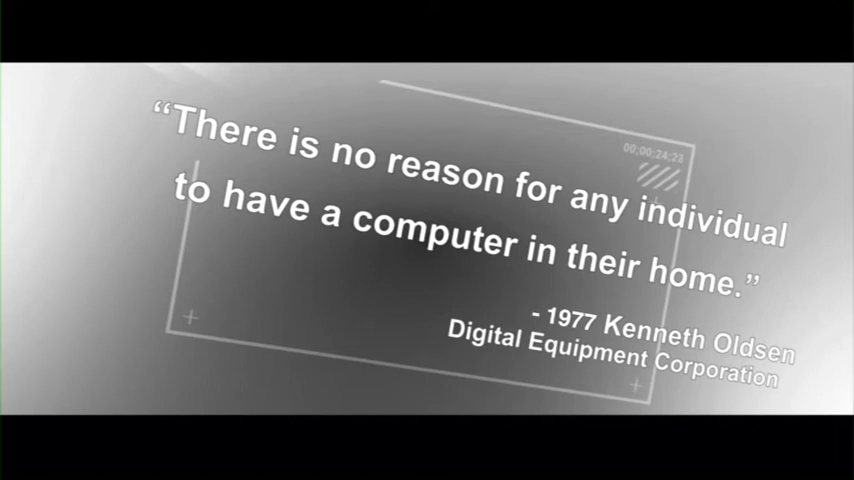 00;00;24;23
“There is no reason for any individual
to have a computer in their home.”
- 1977 Kenneth Oldsen
Digital Equipment Corporation